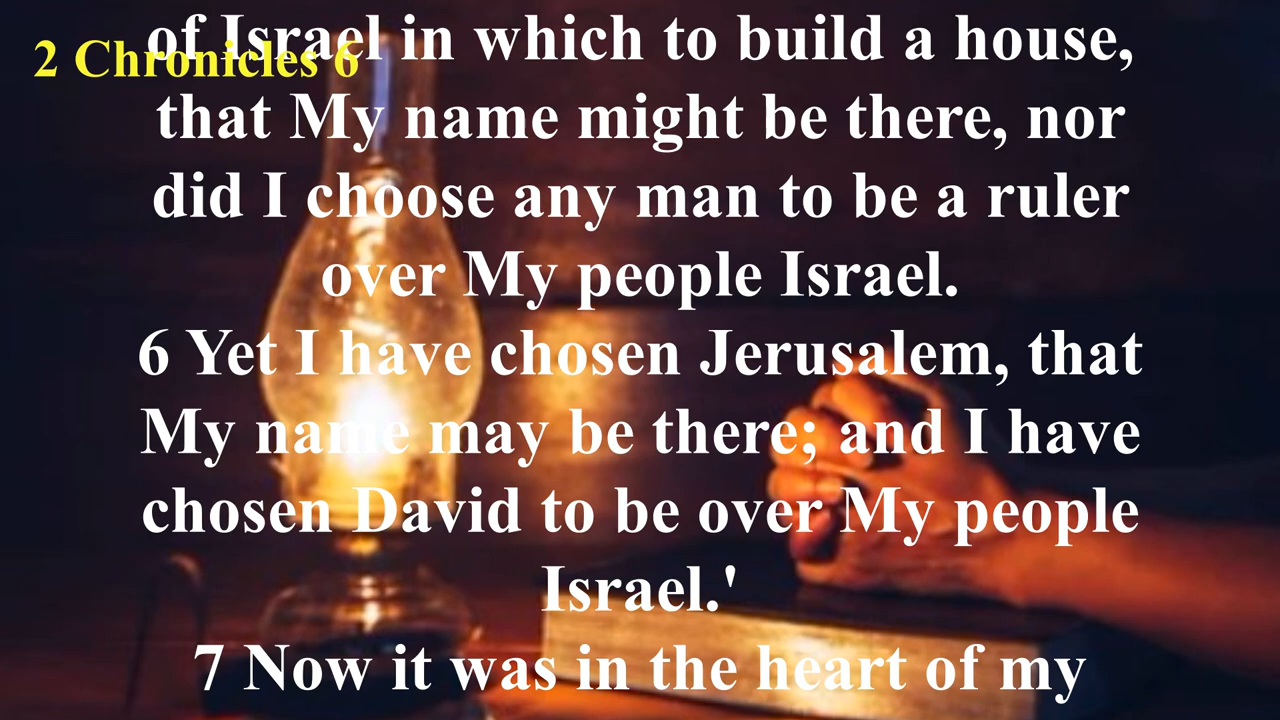 2 Chronicles 6
of Israel in which to build a house,
that My name might be there, nor
did I choose any man to be a ruler
over My people Israel.
6 Yet I have chosen Jerusalem, that
My name may be there; and I have
chosen David to be over My people
Israel.'
7 Now it was in the heart of my